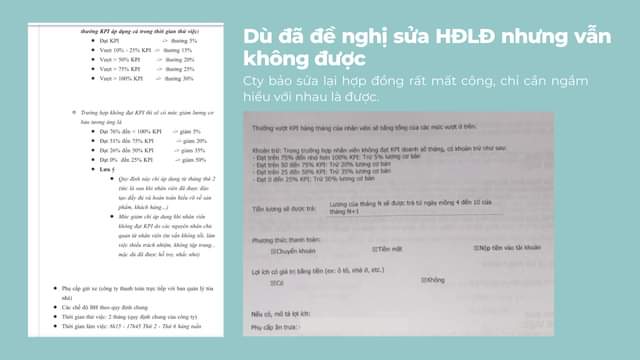 thưởng KPI áp dụng cả trong thời gian thử việc)
Đạt KPI -> thưởng 5%
Vượt 10% - 25% KPI -> thưởng 15%
Vượt > 50% KPI -> thưởng 20%
Vượt > 75% KPI -> thưởng 25%
Vượt > 100% KPI -> thưởng 30%
Trường hợp không đạt KPI thì sẽ có mức giảm lương cơ
bản tương ứng là
Đạt 76% đến < 100% KPI -> giảm 5%
Đạt 51% đến 75% KPI -> giảm 20%
Đạt 26% đến 50% KPI -> giảm 35%
Đạt 0% đến 25% KPI -> giảm 50%
Lưu ý
Quy định này chỉ áp dụng từ tháng thứ 2
(tức là sau khi nhân viên đã được đào
tạo đầy đủ và hoàn toàn hiểu rõ về sản
phẩm, khách hàng...)
Mức giảm chỉ áp dụng khi nhân viên
không đạt KPI do các nguyên nhân chủ
quan từ nhân viên (tư vấn không tốt, làm
việc thiếu trách nhiệm, không tập trung ,
mặc dù đã được hỗ trợ, nhắc nhở)
Phụ cấp gửi xe (công ty thanh toán trực tiếp với ban quản lý tòa
nhà)
Các chế độ BH theo quy định chung
Thời gian thử việc: 2 tháng (quy định chung của công ty)
Thời gian làm việc: 8h15 - 17h45 Thứ 2 - Thứ 6 hàng tuần
Dù đã đề nghị sửa HĐLĐ nhưng vẫn
không được
Cty bảo sửa lại hợp đồng rất mất công, chỉ cần ngầm
hiểu với nhau là được.
Thưởng vượt KPI hàng tháng của nhân viên sẽ bằng tổng của các mức vượt ở trên:
Khoản trừ: Trong trường hợp nhân viên không đạt KPI doanh số tháng, có khoản trừ như sau:
- Đạt trên 75% đến nhỏ hơn 100% KPI: Trừ 5% lương cơ bản
- Đạt trên 50 đến 75% KPI: Trừ 20% lương cơ bản
- Đạt trên 25 đến 50% KPI: Trừ 35% lương cơ bản
- Đạt 0 đến 25% KPI: Trừ 50% lương cơ bản
Tiền lương sẽ được trả: Lương của tháng N sẽ được trả từ ngày mồng 4 đến 10 của
tháng N+1
Phương thức thanh toán:
Chuyển khoản Tiền mặt Nộp tiền vào tài khoản
Lợi ích có giá trị bằng tiền (ex: ô tô, nhà ở, etc.)
Có Không
Nếu có, mô tả lợi ích:
Phụ cấp ăn trưa:-